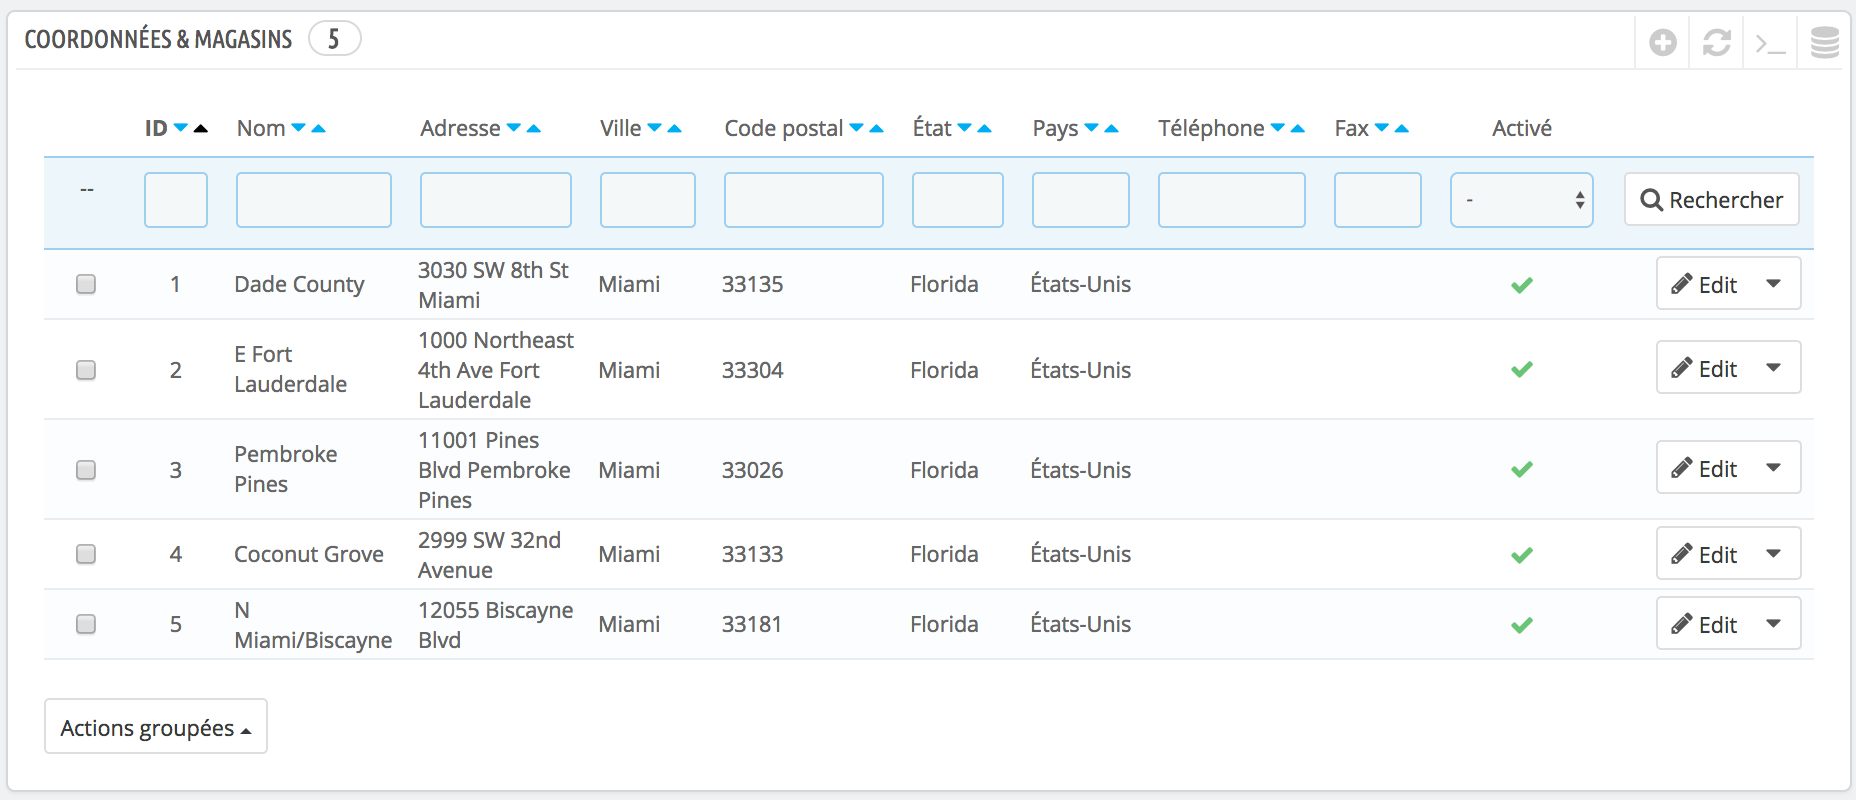 COORDONNÉES & MAGASINS 5
ID Nom Adresse Ville Code postal État Pays Téléphone Fax Activé
-- - Rechercher
1 Dade County 3030 SW 8th St Miami 33135 Florida États-Unis Edit
Miami
1000 Northeast
2 E Fort 4th Ave Fort Miami 33304 Florida États-Unis Edit
Lauderdale Lauderdale
11001 Pines
3 Pembroke Blvd Pembroke Miami 33026 Florida États-Unis Edit
Pines Pines
4 Coconut Grove 2999 SW 32nd Miami 33133 Florida États-Unis Edit
Avenue
5 N 12055 Biscayne Miami 33181 Florida États-Unis Edit
Miami/Biscayne Blvd
Actions groupées